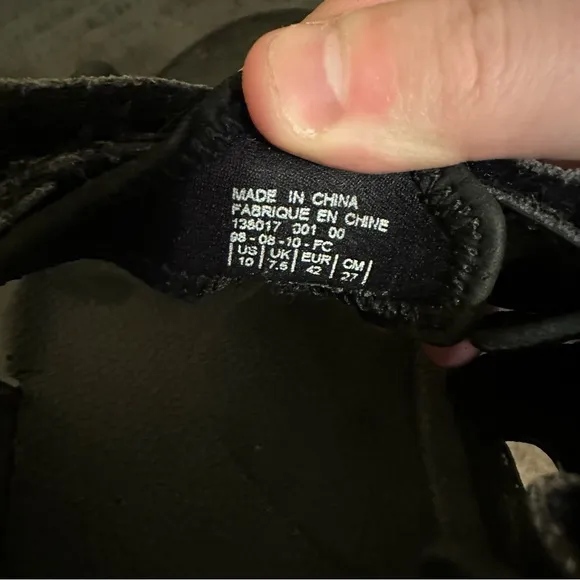 MADE IN CHINA
FABRIQUE EN CHINE
138017 001 00
98-08-10-FC
US UK EUR CM
10 7.5 42 27